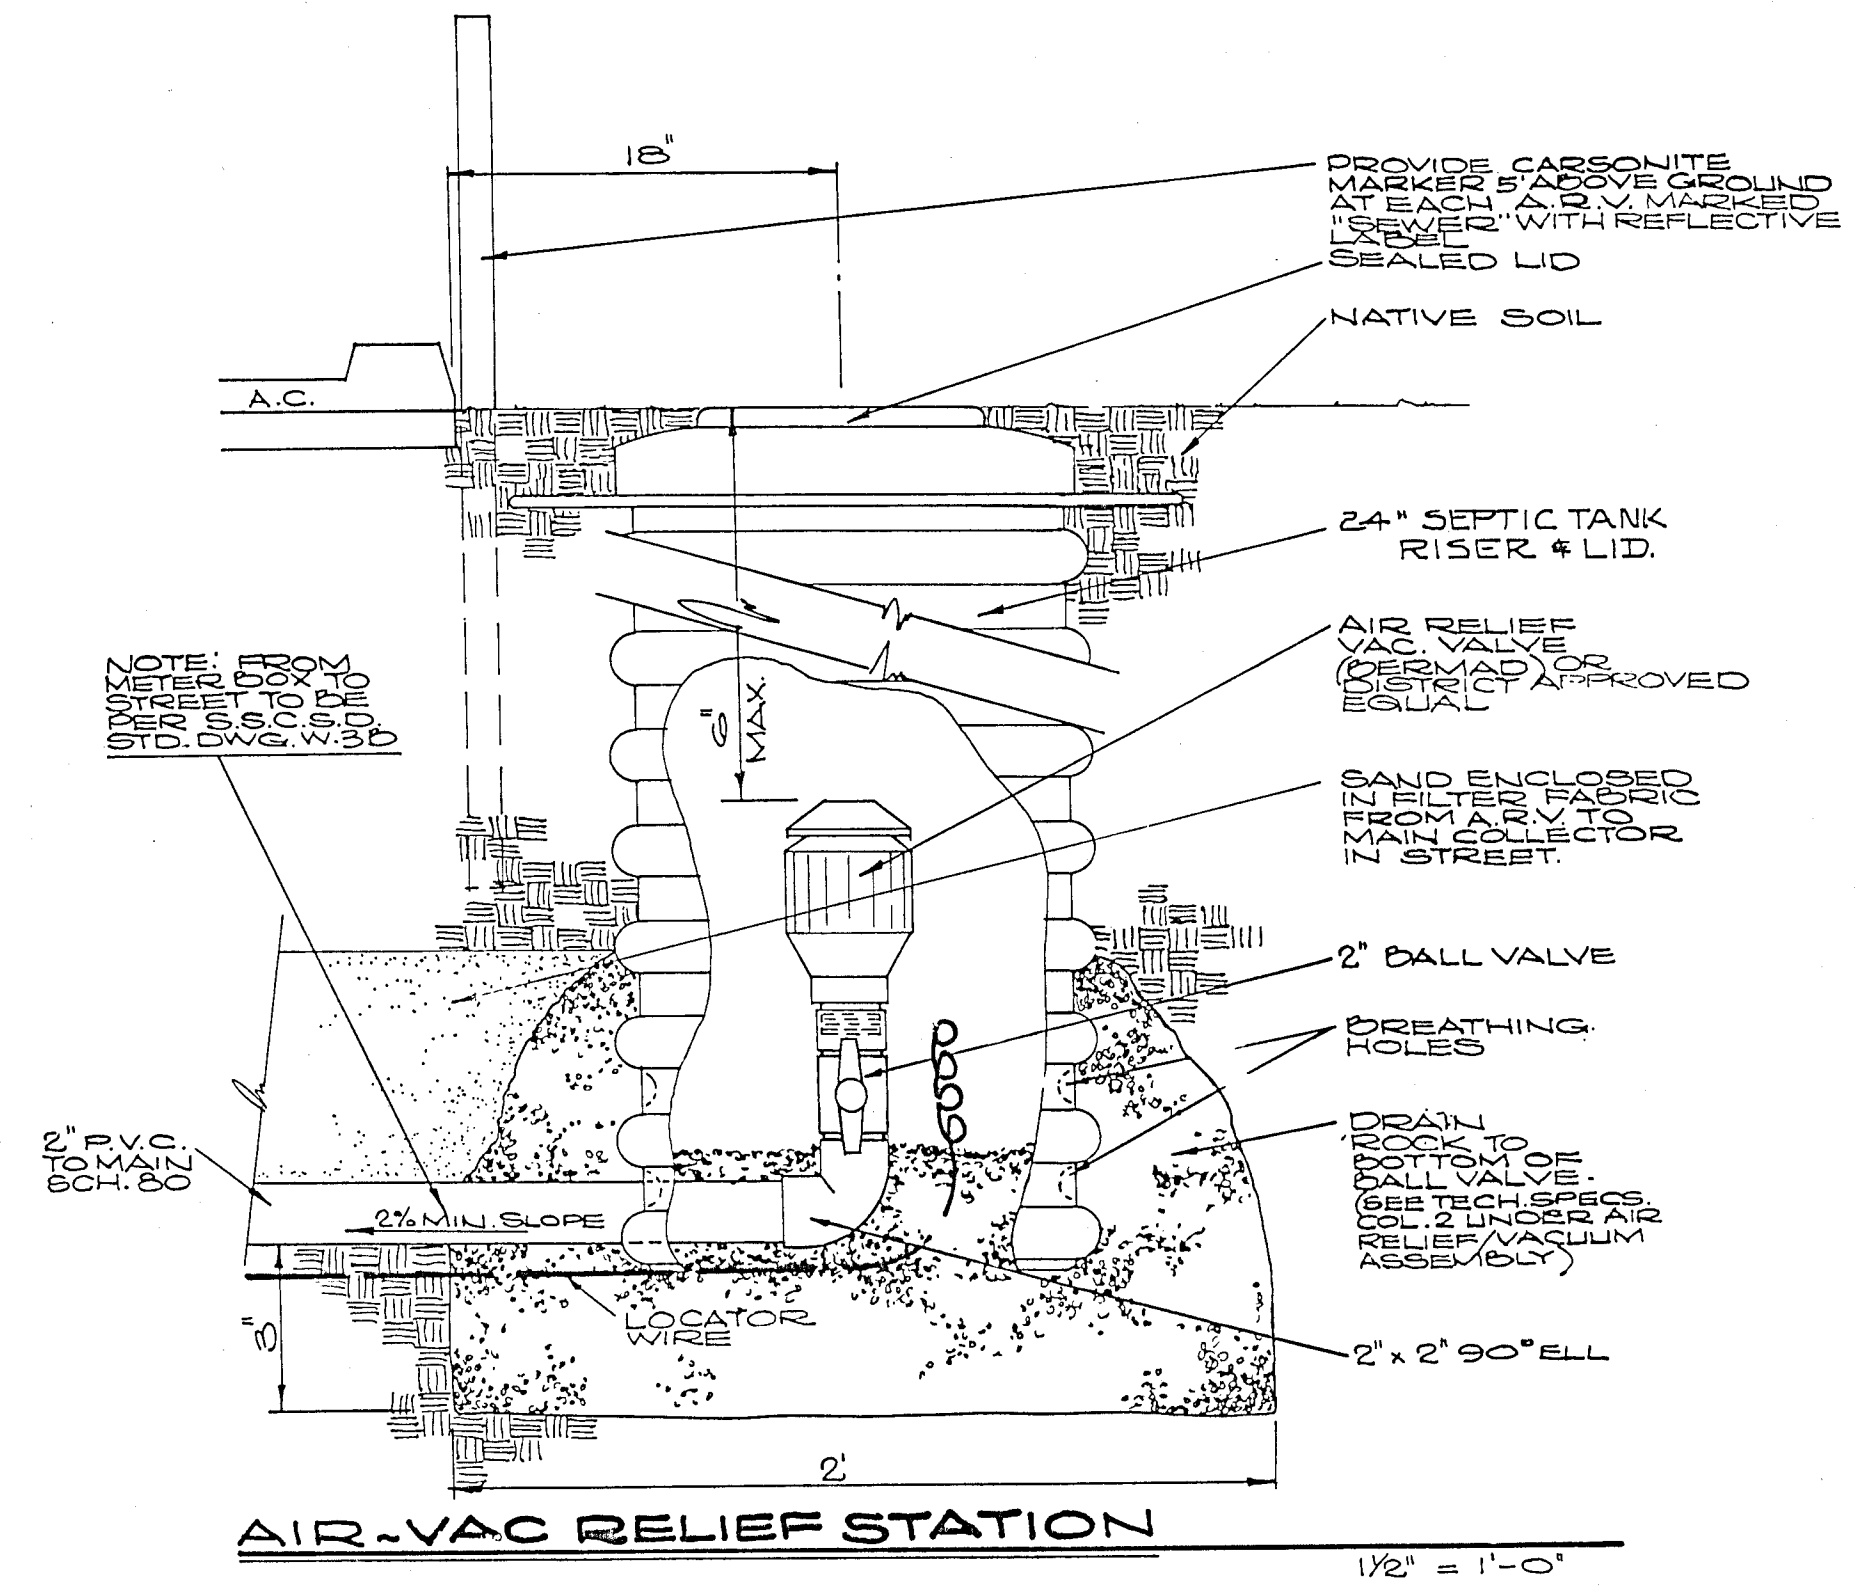 18"
PROVIDE CARSONITE
MARKER 5' ABOVE GROUND
AT EACH A.R.V. MARKED
"SEWER" WITH REFLECTIVE
LABEL
SEALED LID
NATIVE SOIL
A.C.
24" SEPTIC TANK
RISER & LID.
AIR RELIEF
VAC. VALVE
(BERMAD) OR
DISTRICT APPROVED
EQUAL
NOTE: FROM
METER BOX TO
STREET TO BE
PER S.S.C.S.D.
STD. DWG. W-3B
6"
MAX.
SAND ENCLOSED
IN FILTER FABRIC
FROM A.R.V. TO
MAIN COLLECTOR
IN STREET.
2" BALL VALVE
BREATHING
HOLES
2" P.V.C.
TO MAIN
SCH. 80
DRAIN
ROCK TO
BOTTOM OF
BALL VALVE.
(SEE TECH. SPECS.
COL. 2 UNDER AIR
RELIEF/VACUUM
ASSEMBLY)
2% MIN. SLOPE
3"
LOCATOR
WIRE
2" x 2" 90° ELL
2'
AIR-VAC RELIEF STATION
1 1/2" = 1'-0"